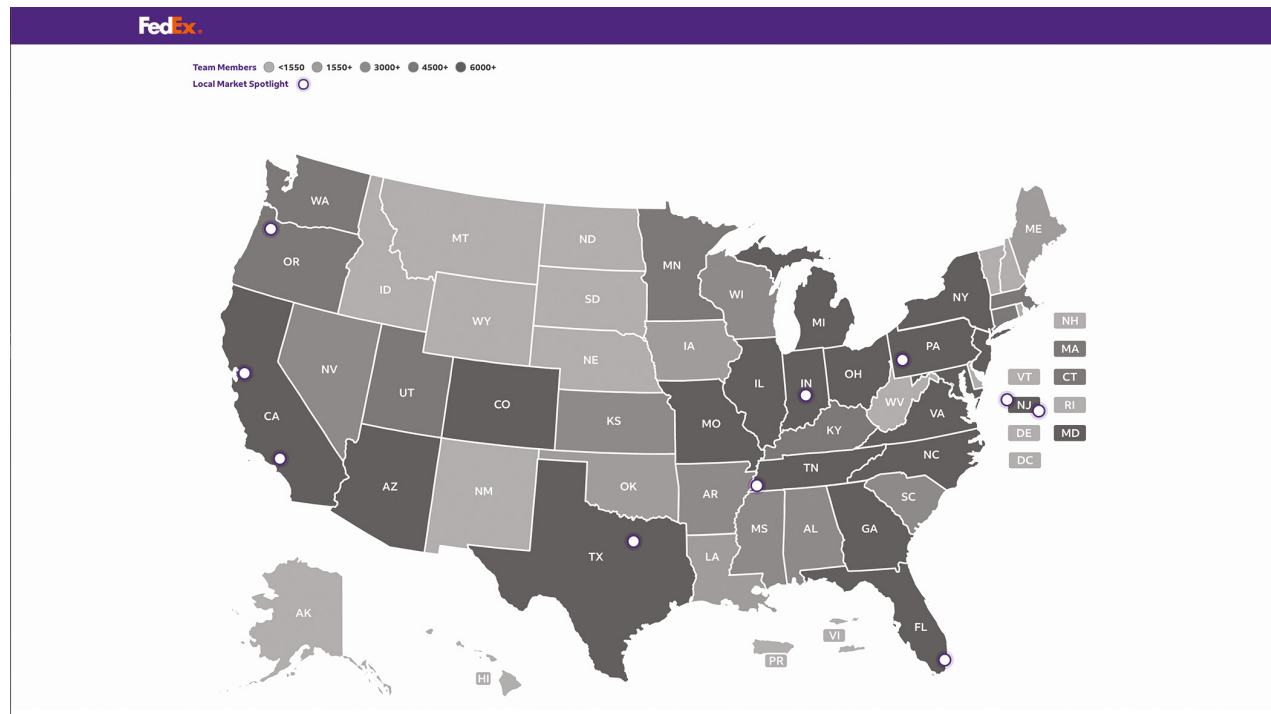 FedEx®
Team Members <1550 1550+ 3000+ 4500+ 6000+
Local Market Spotlight
WA
ME
MT
ND
OR
MN
ID
WI
SD
NY
WY
MI
NH
IA
PA
MA
NE
NV
OH
VT
CT
IL
IN
UT
CO
WV
NJ
RI
CA
VA
KS
MO
KY
DE
MD
NC
TN
DC
AZ
OK
NM
AR
SC
MS
AL
GA
TX
LA
AK
FL
VI
PR
HI